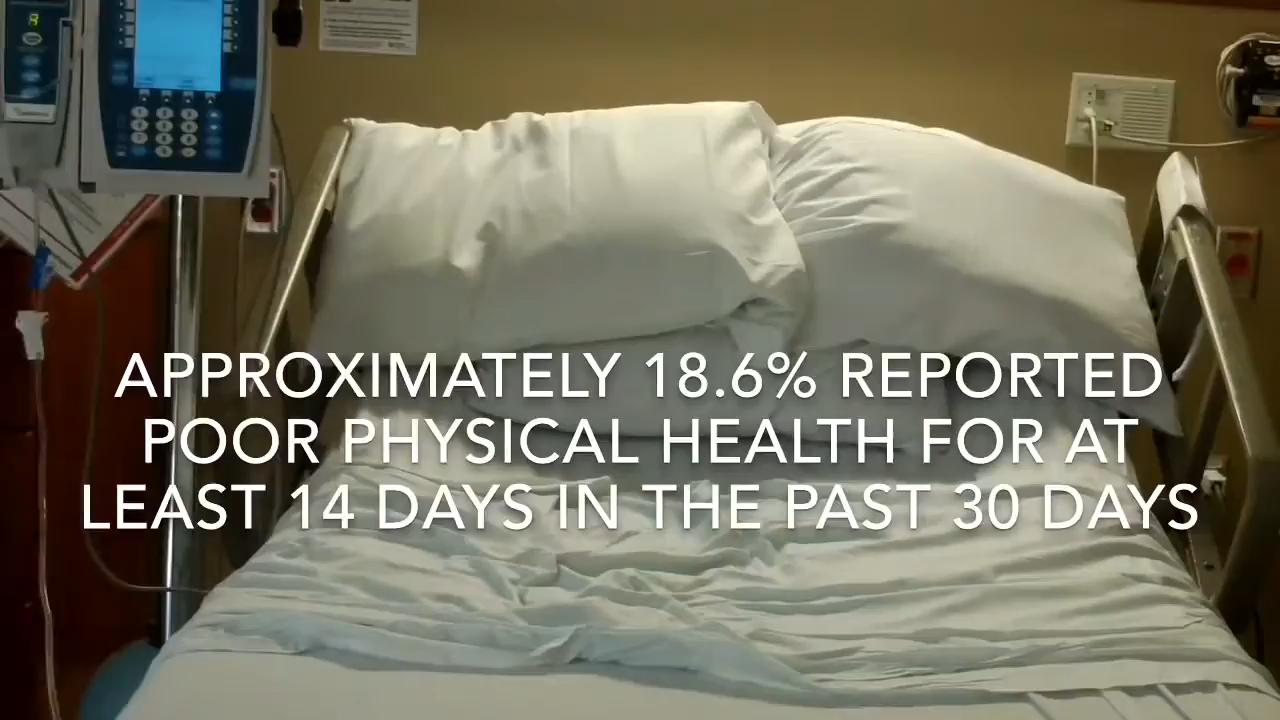 APPROXIMATELY 18.6% REPORTED
POOR PHYSICAL HEALTH FOR AT
LEAST 14 DAYS IN THE PAST 30 DAYS